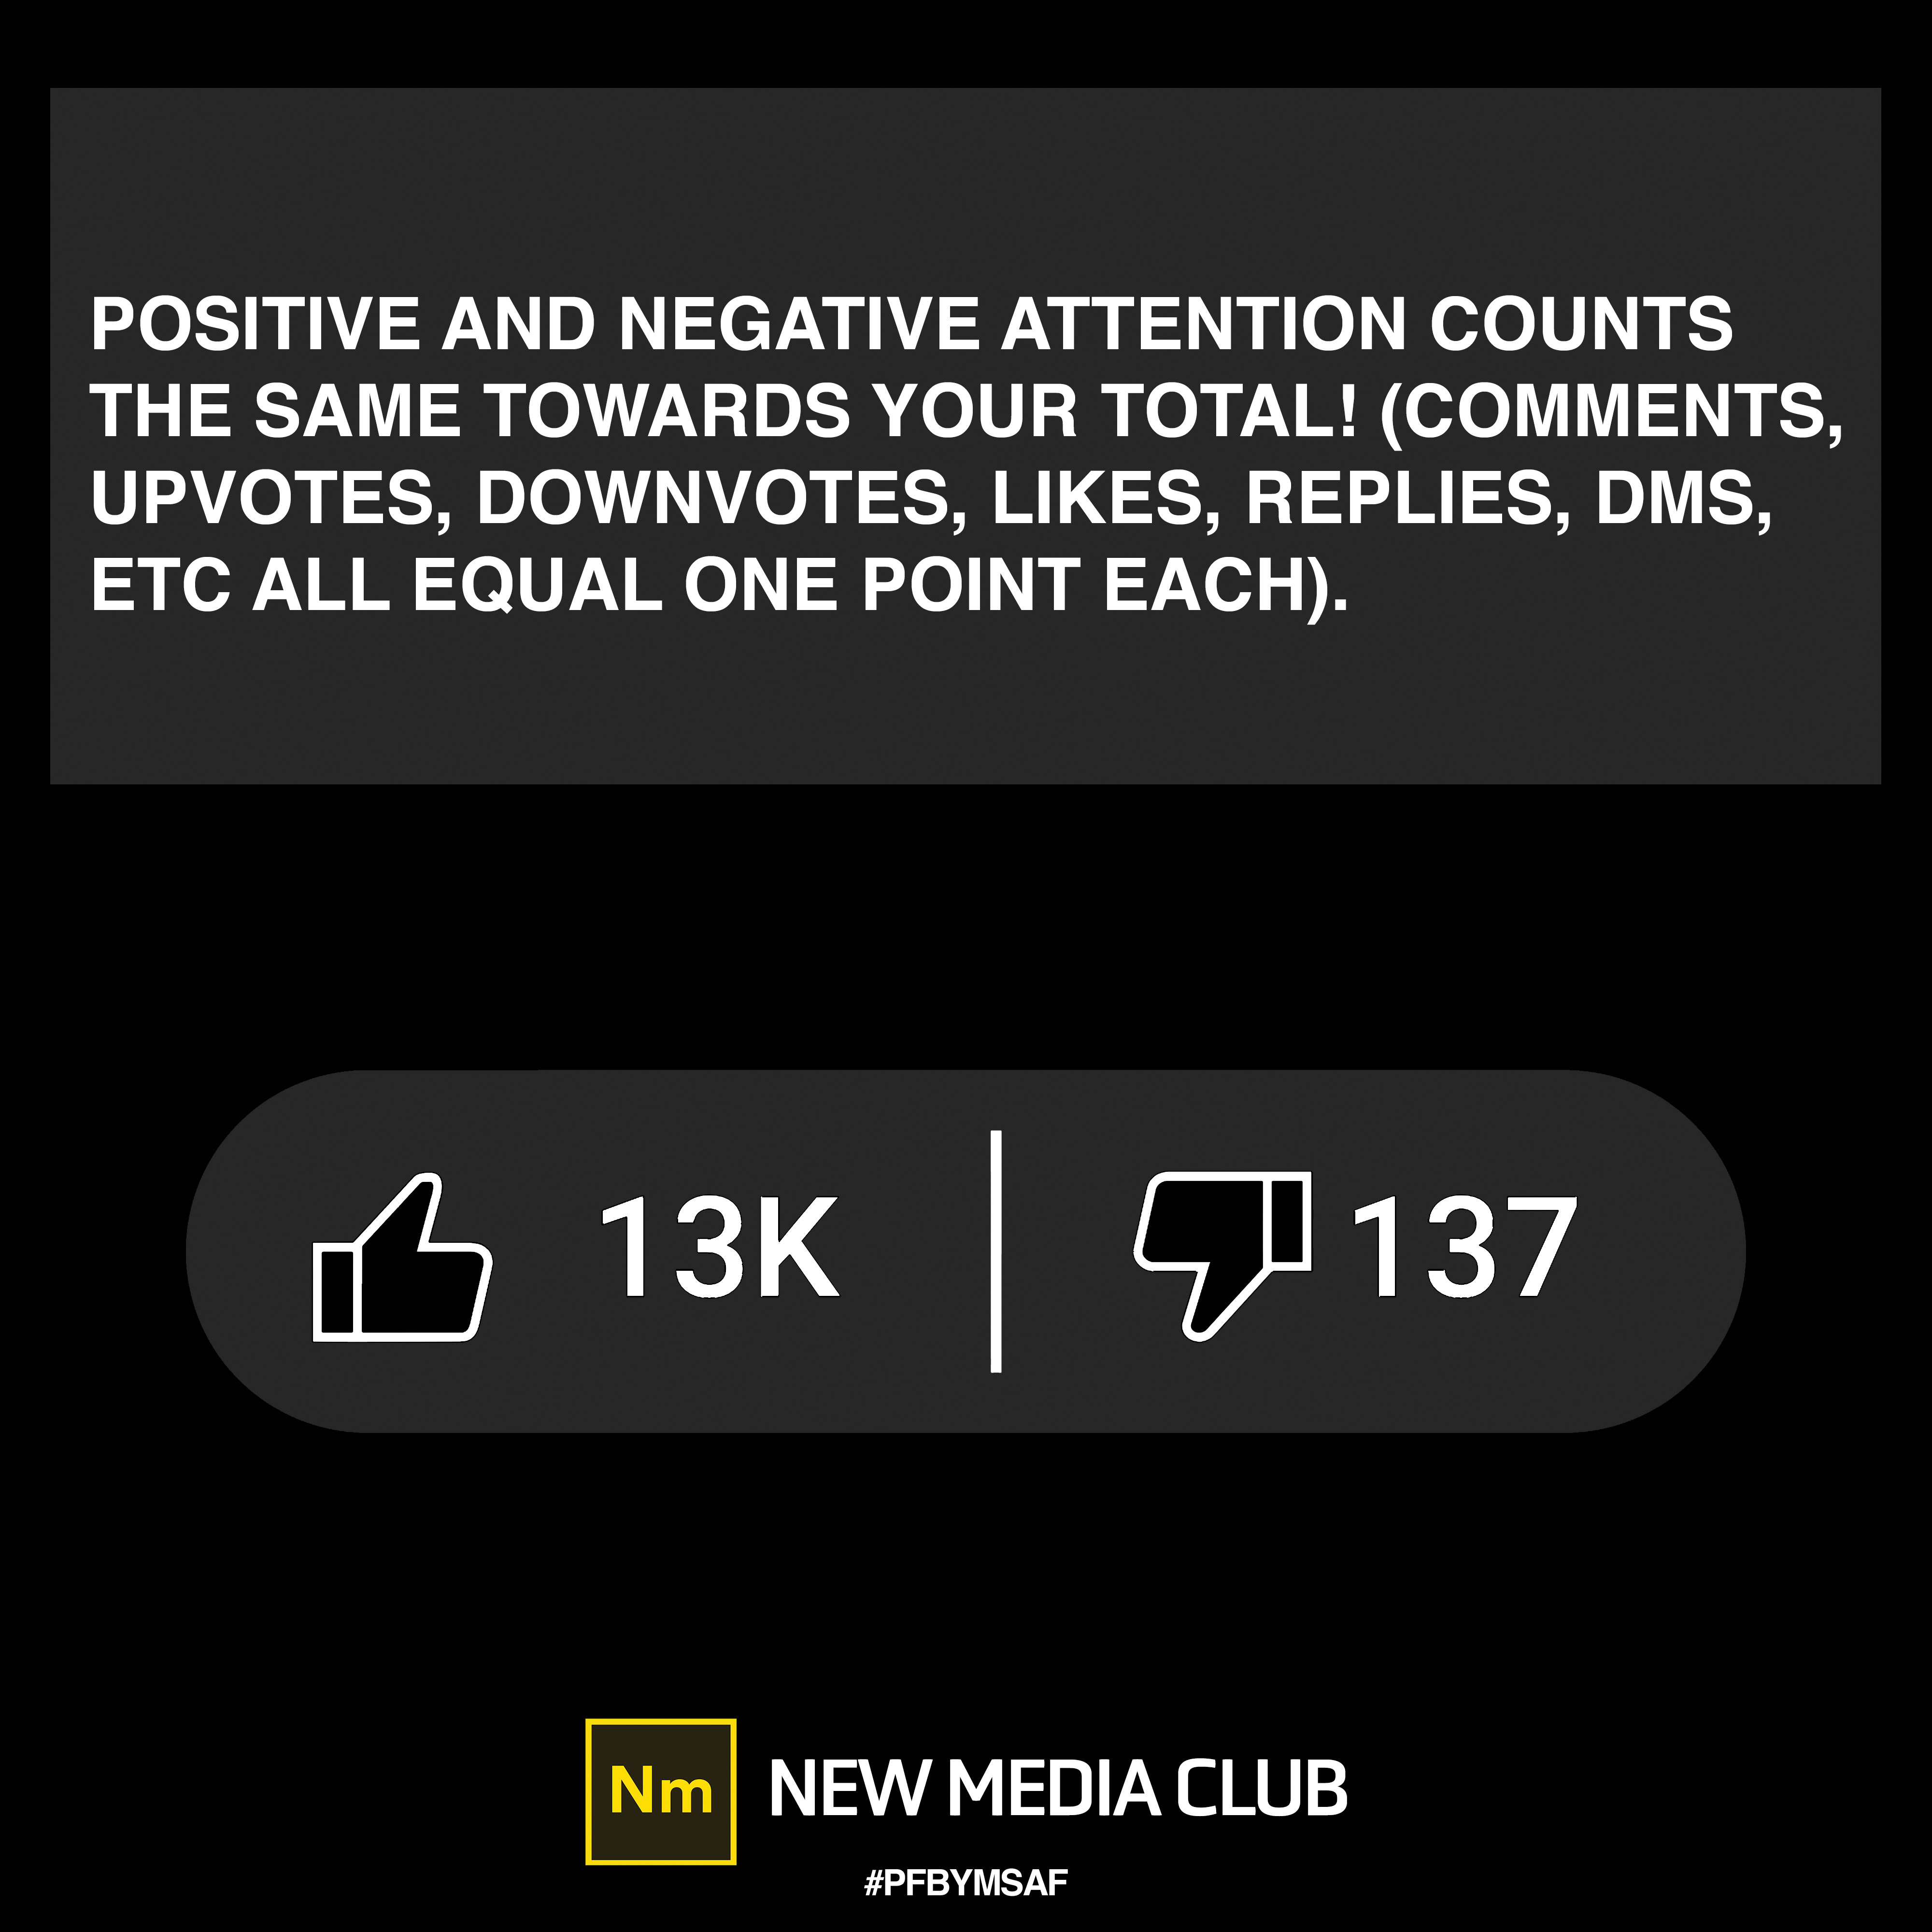 POSITIVE AND NEGATIVE ATTENTION COUNTS
THE SAME TOWARDS YOUR TOTAL! (COMMENTS,
UPVOTES, DOWNVOTES, LIKES, REPLIES, DMS,
ETC ALL EQUAL ONE POINT EACH).
13K
137
Nm
NEW MEDIA CLUB
#PFBYMSAF